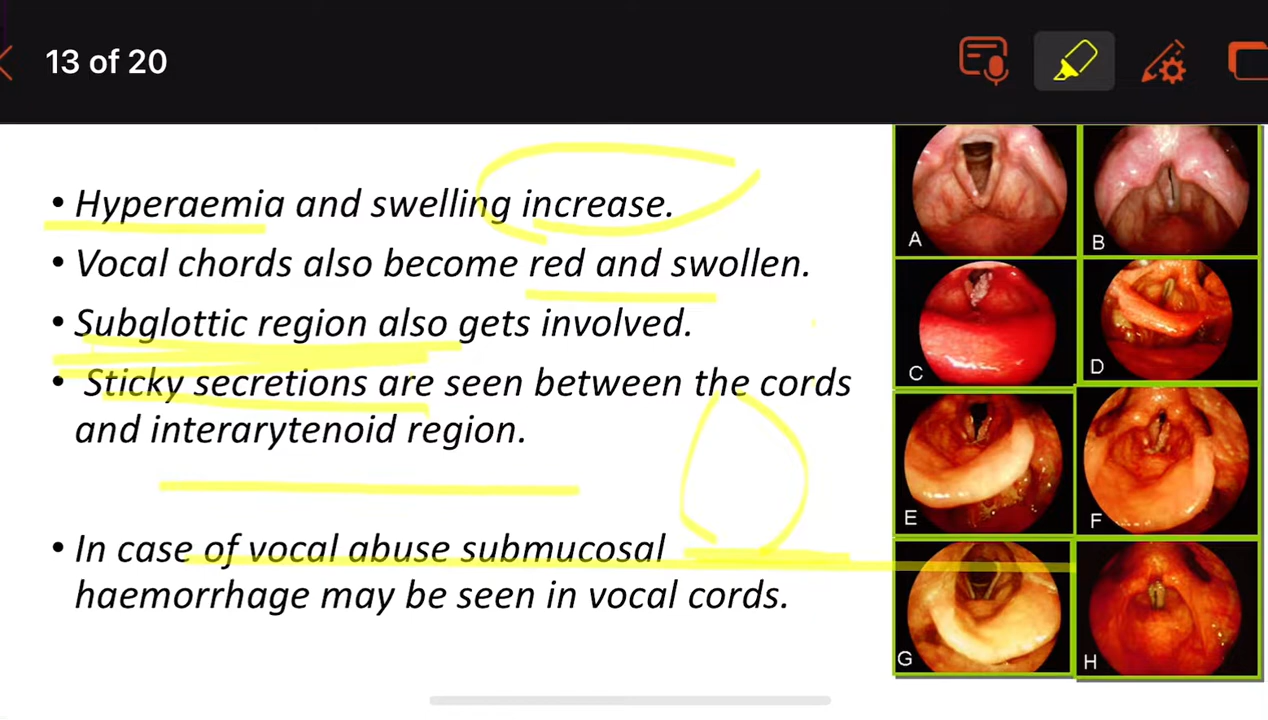 13 of 20
• Hyperaemia and swelling increase.
• Vocal chords also become red and swollen.
• Subglottic region also gets involved.
• Sticky secretions are seen between the cords
and interarytenoid region.
• In case of vocal abuse submucosal
haemorrhage may be seen in vocal cords.
A
B
C
D
E
F
G
H